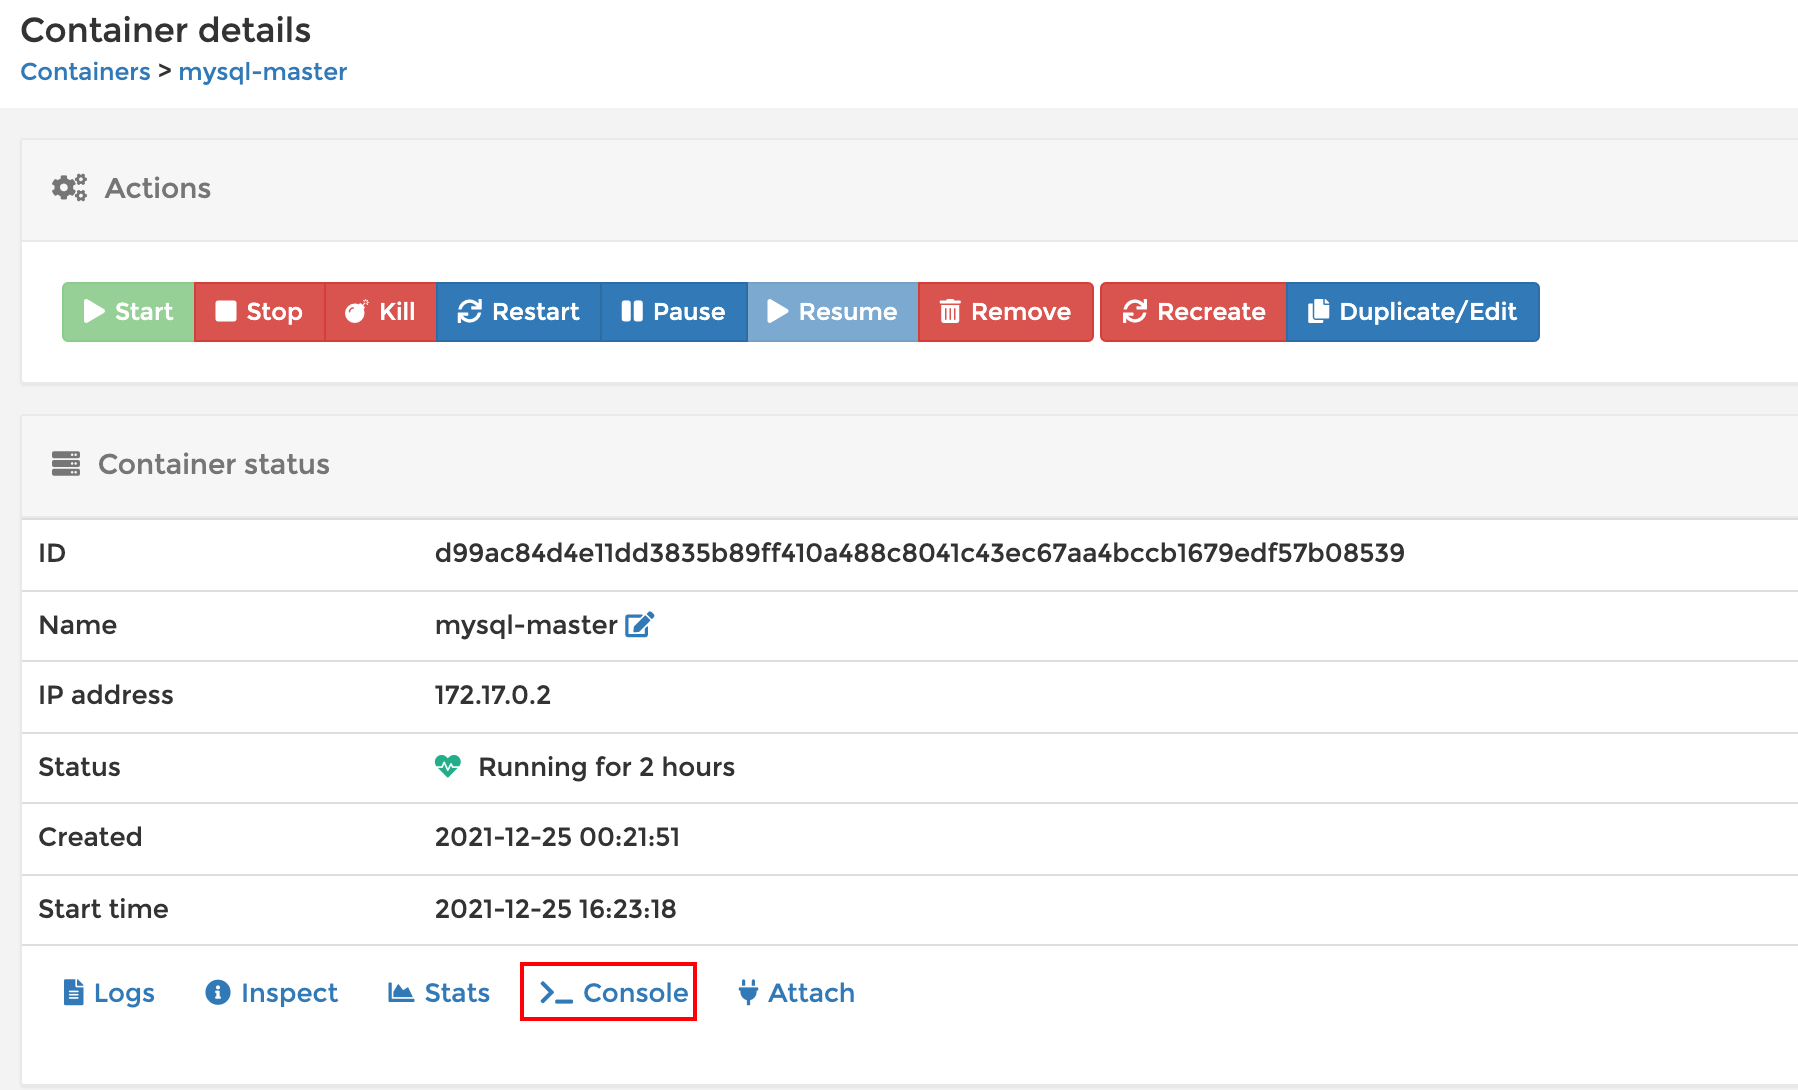 Container details
Containers > mysql-master
Actions
Start Stop Kill Restart Pause Resume Remove Recreate Duplicate/Edit
Container status
ID d99ac84d4e11dd3835b89ff410a488c8041c43ec67aa4bccb1679edf57b08539
Name mysql-master
IP address 172.17.0.2
Status Running for 2 hours
Created 2021-12-25 00:21:51
Start time 2021-12-25 16:23:18
Logs Inspect Stats >_ Console Attach